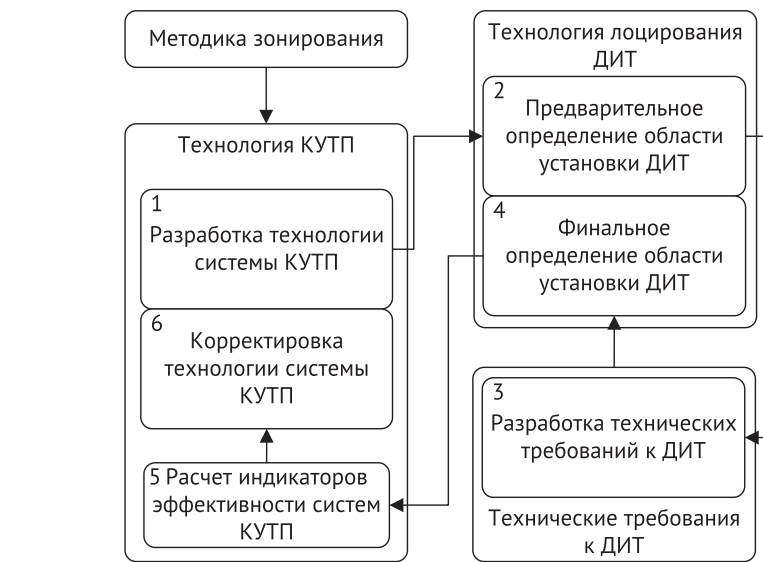 Методика зонирования
Технология КУТП
1
Разработка технологии
системы КУТП
6
Корректировка
технологии системы
КУТП
5 Расчет индикаторов
эффективности систем
КУТП
Технология лоцирования
ДИТ
2
Предварительное
определение области
установки ДИТ
4
Финальное
определение области
установки ДИТ
3
Разработка технических
требований к ДИТ
Технические требования
к ДИТ